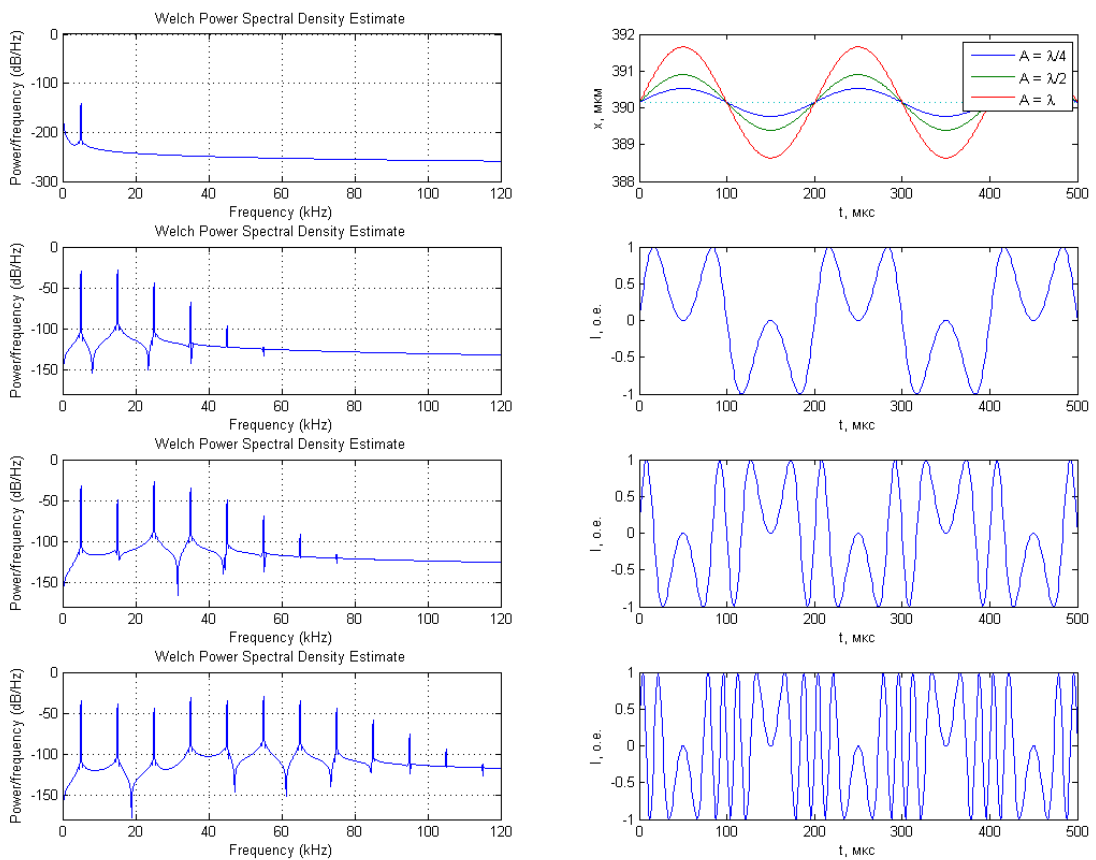 Welch Power Spectral Density Estimate
Power/frequency (dB/Hz)
0
-100
-200
-300
0 20 40 60 80 100 120
Frequency (kHz)
392
391
390
389
388
x, мкм
A = λ/4
A = λ/2
A = λ
0 100 200 300 400 500
t, мкс
Welch Power Spectral Density Estimate
Power/frequency (dB/Hz)
0
-50
-100
-150
0 20 40 60 80 100 120
Frequency (kHz)
1
0.5
0
-0.5
-1
I, о.е.
0 100 200 300 400 500
t, мкс
Welch Power Spectral Density Estimate
Power/frequency (dB/Hz)
0
-50
-100
-150
0 20 40 60 80 100 120
Frequency (kHz)
1
0.5
0
-0.5
-1
I, о.е.
0 100 200 300 400 500
t, мкс
Welch Power Spectral Density Estimate
Power/frequency (dB/Hz)
0
-50
-100
-150
0 20 40 60 80 100 120
Frequency (kHz)
1
0.5
0
-0.5
-1
I, о.е.
0 100 200 300 400 500
t, мкс